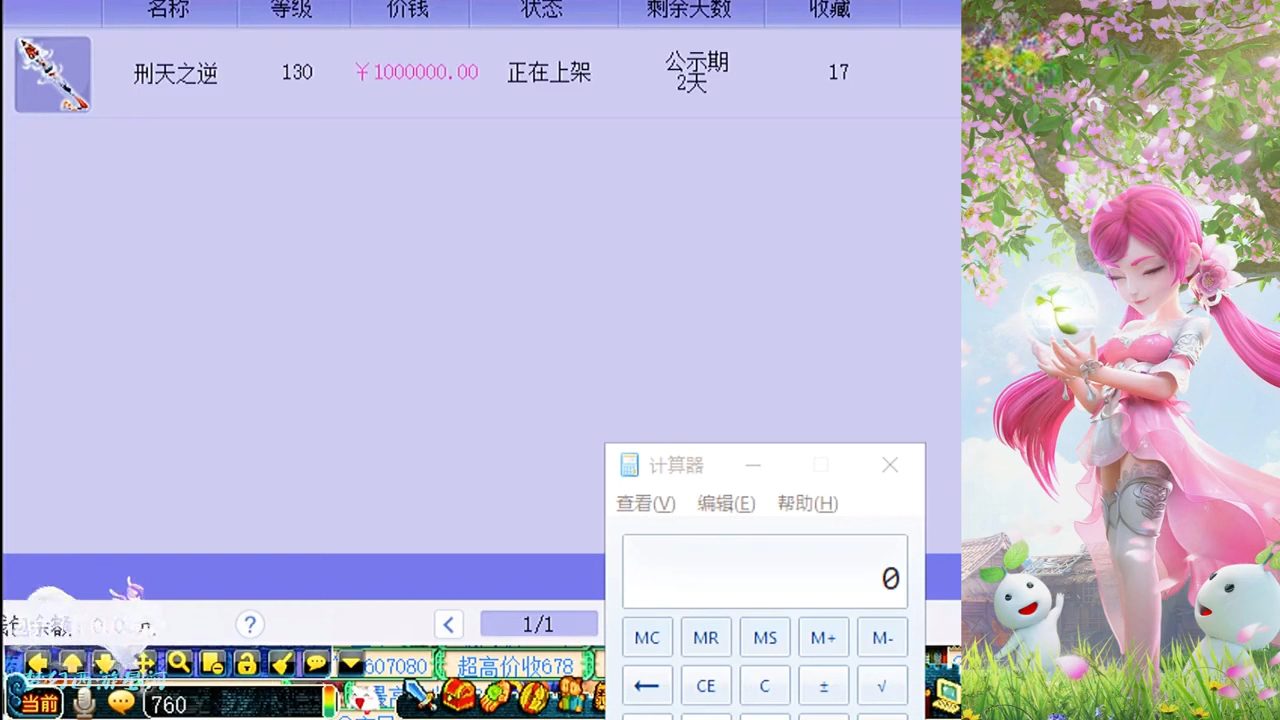 名称 等级 价钱 状态 剩余天数 收藏
刑天之逆 130 ￥1000000.00 正在上架 公示期 17
2天
计算器
查看(V) 编辑(E) 帮助(H)
0
? 1/1
MC MR MS M+ M-
607080 超高价收678
← CE C ± √
当前 760